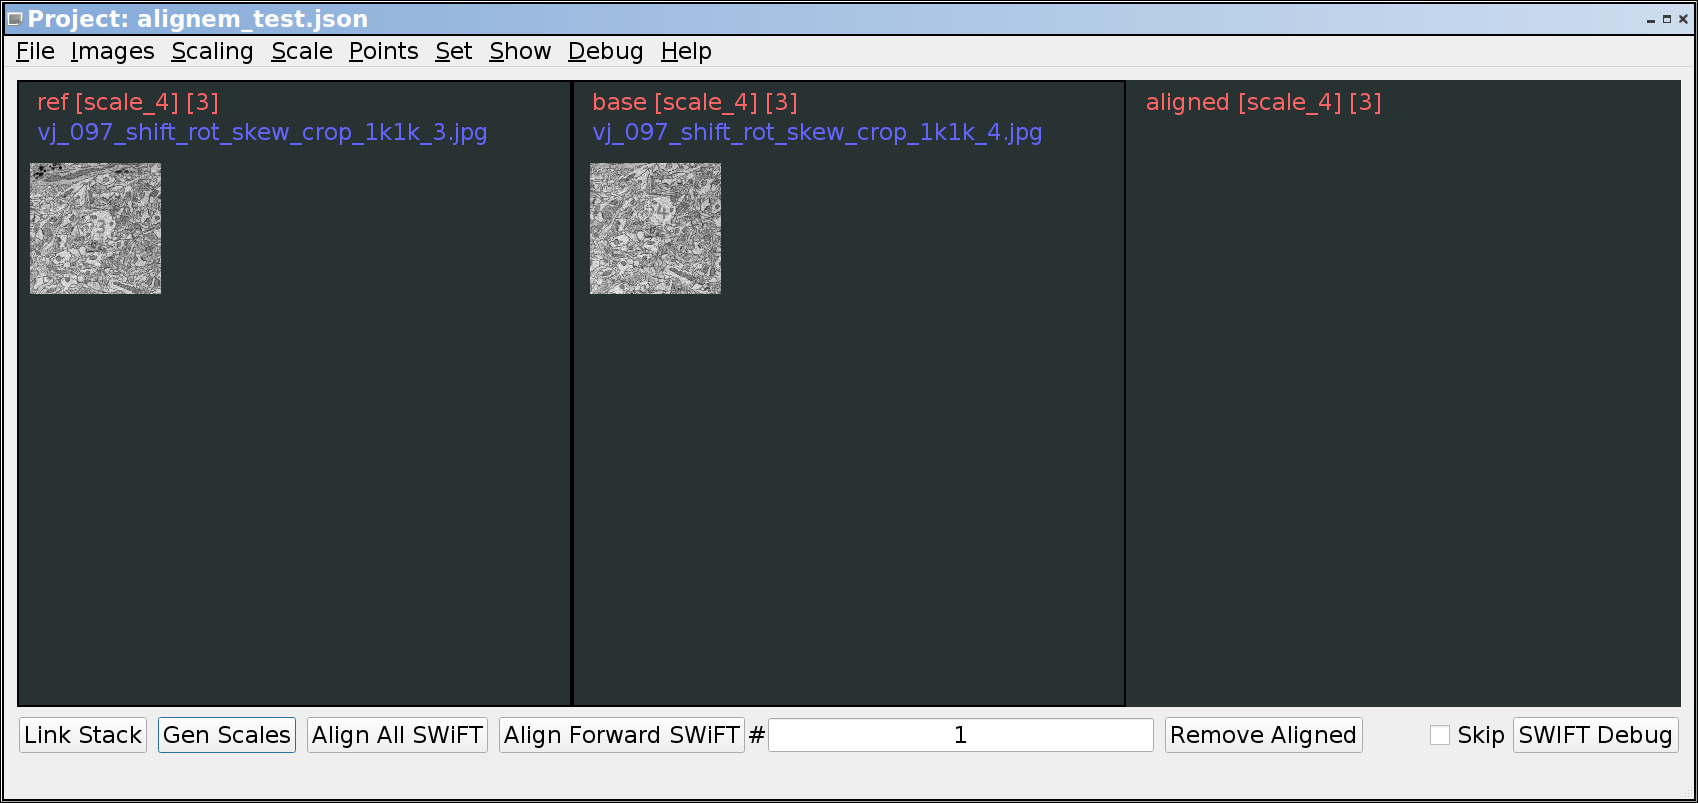 Project: alignem_test.json
File Images Scaling Scale Points Set Show Debug Help
ref [scale_4] [3]
vj_097_shift_rot_skew_crop_1k1k_3.jpg
3
base [scale_4] [3]
vj_097_shift_rot_skew_crop_1k1k_4.jpg
4
aligned [scale_4] [3]
Link Stack Gen Scales Align All SWiFT Align Forward SWiFT # 1 Remove Aligned Skip SWIFT Debug